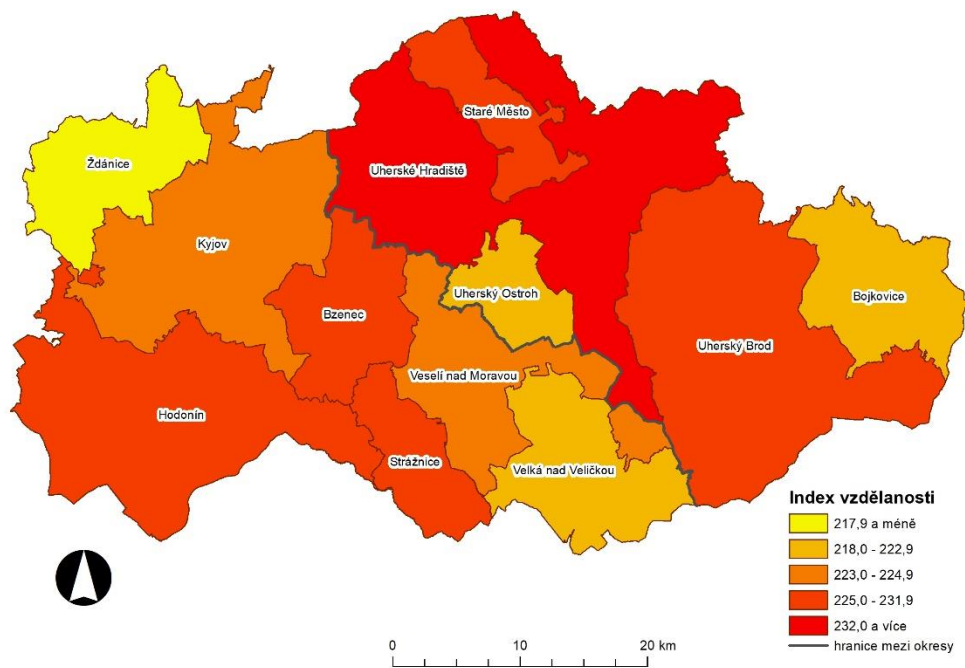 Staré Město
Ždánice
Uherské Hradiště
Kyjov
Uherský Ostroh
Bojkovice
Bzenec
Uherský Brod
Veselí nad Moravou
Hodonín
Strážnice
Velká nad Veličkou
Index vzdělanosti
217,9 a méně
218,0 - 222,9
223,0 - 224,9
225,0 - 231,9
232,0 a více
hranice mezi okresy
0 10 20 km